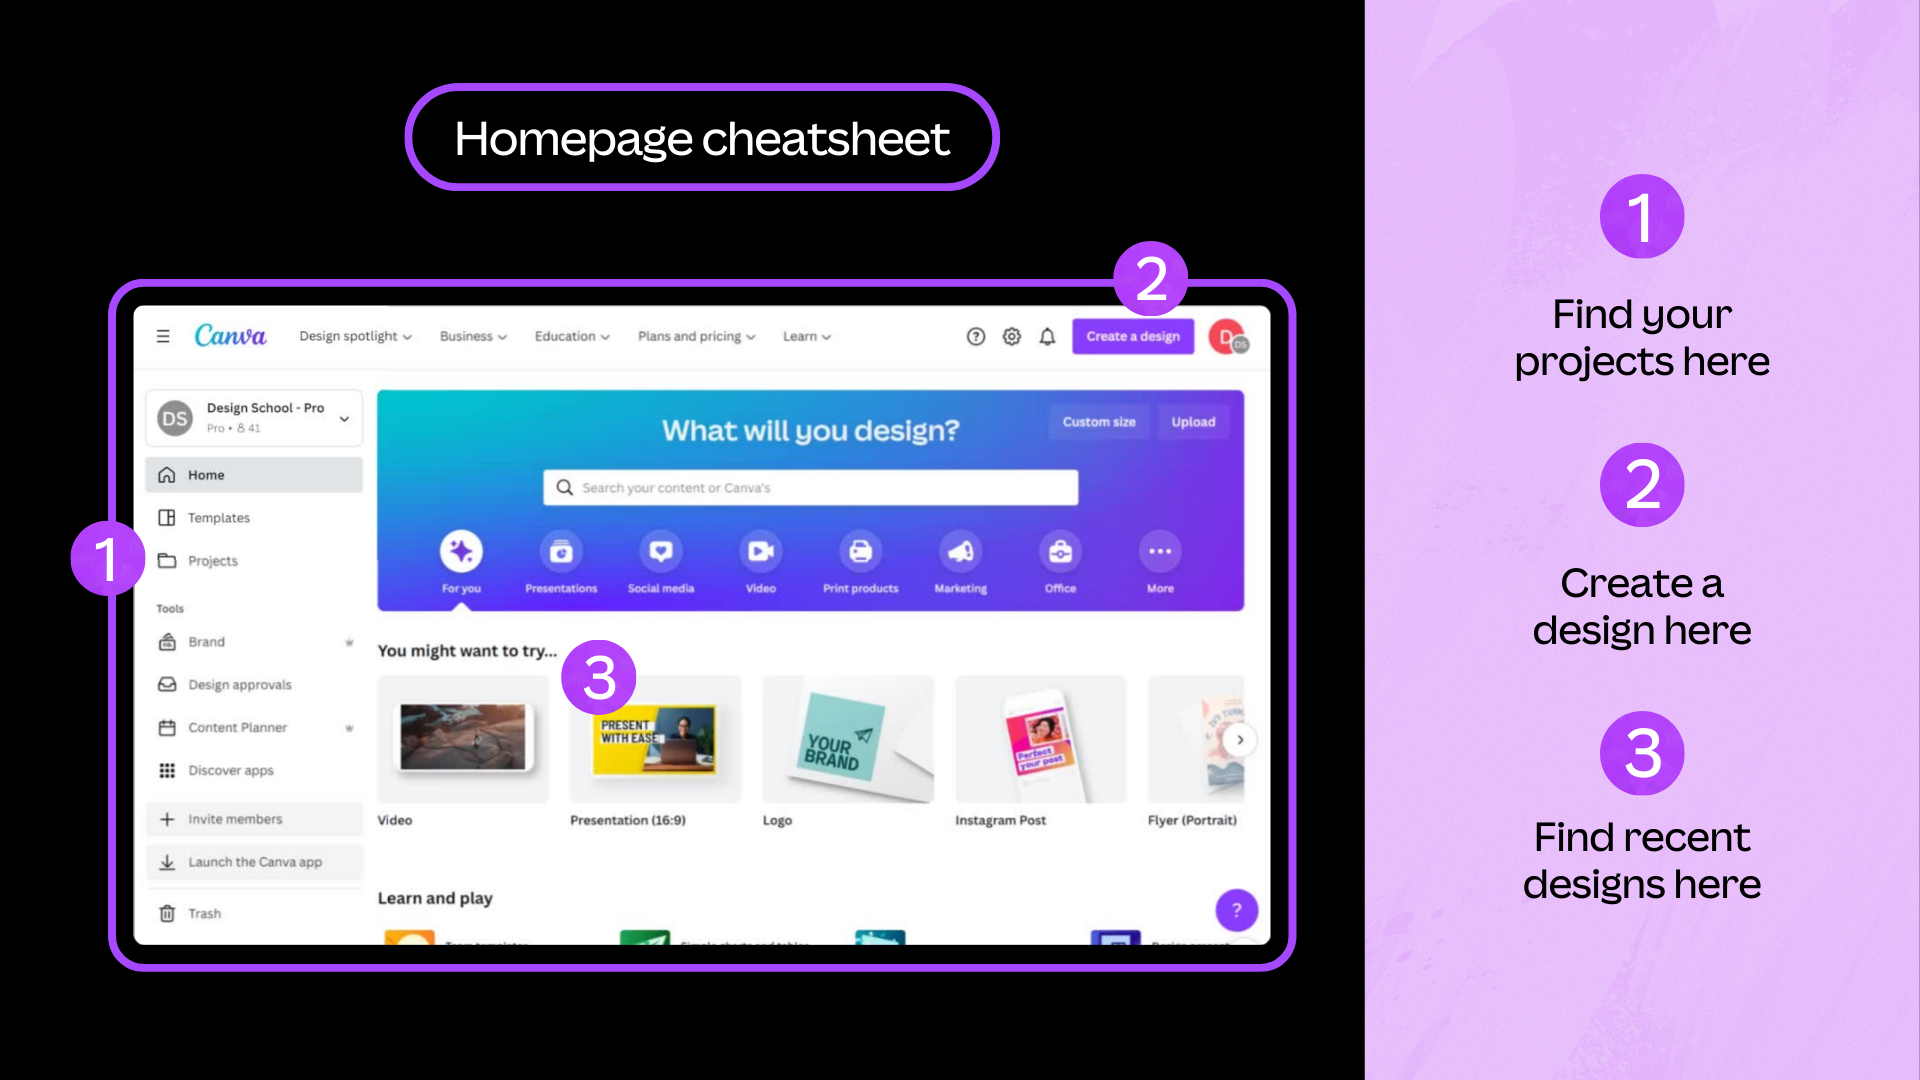 Homepage cheatsheet
2
Canva
Design spotlight
Business
Education
Plans and pricing
Learn
?
Create a design
D
DS
DS
Design School - Pro
Pro • 41
Home
Templates
1
Projects
Tools
Brand
Design approvals
Content Planner
Discover apps
Invite members
Launch the Canva app
Trash
What will you design?
Custom size
Upload
Search your content or Canva's
For you
Presentations
Social media
Video
Print products
Marketing
Office
More
You might want to try...
3
PRESENT
WITH EASE
YOUR
BRAND
Perfect
your post
Video
Presentation (16:9)
Logo
Instagram Post
Flyer (Portrait)
Learn and play
?
1
Find your
projects here
2
Create a
design here
3
Find recent
designs here